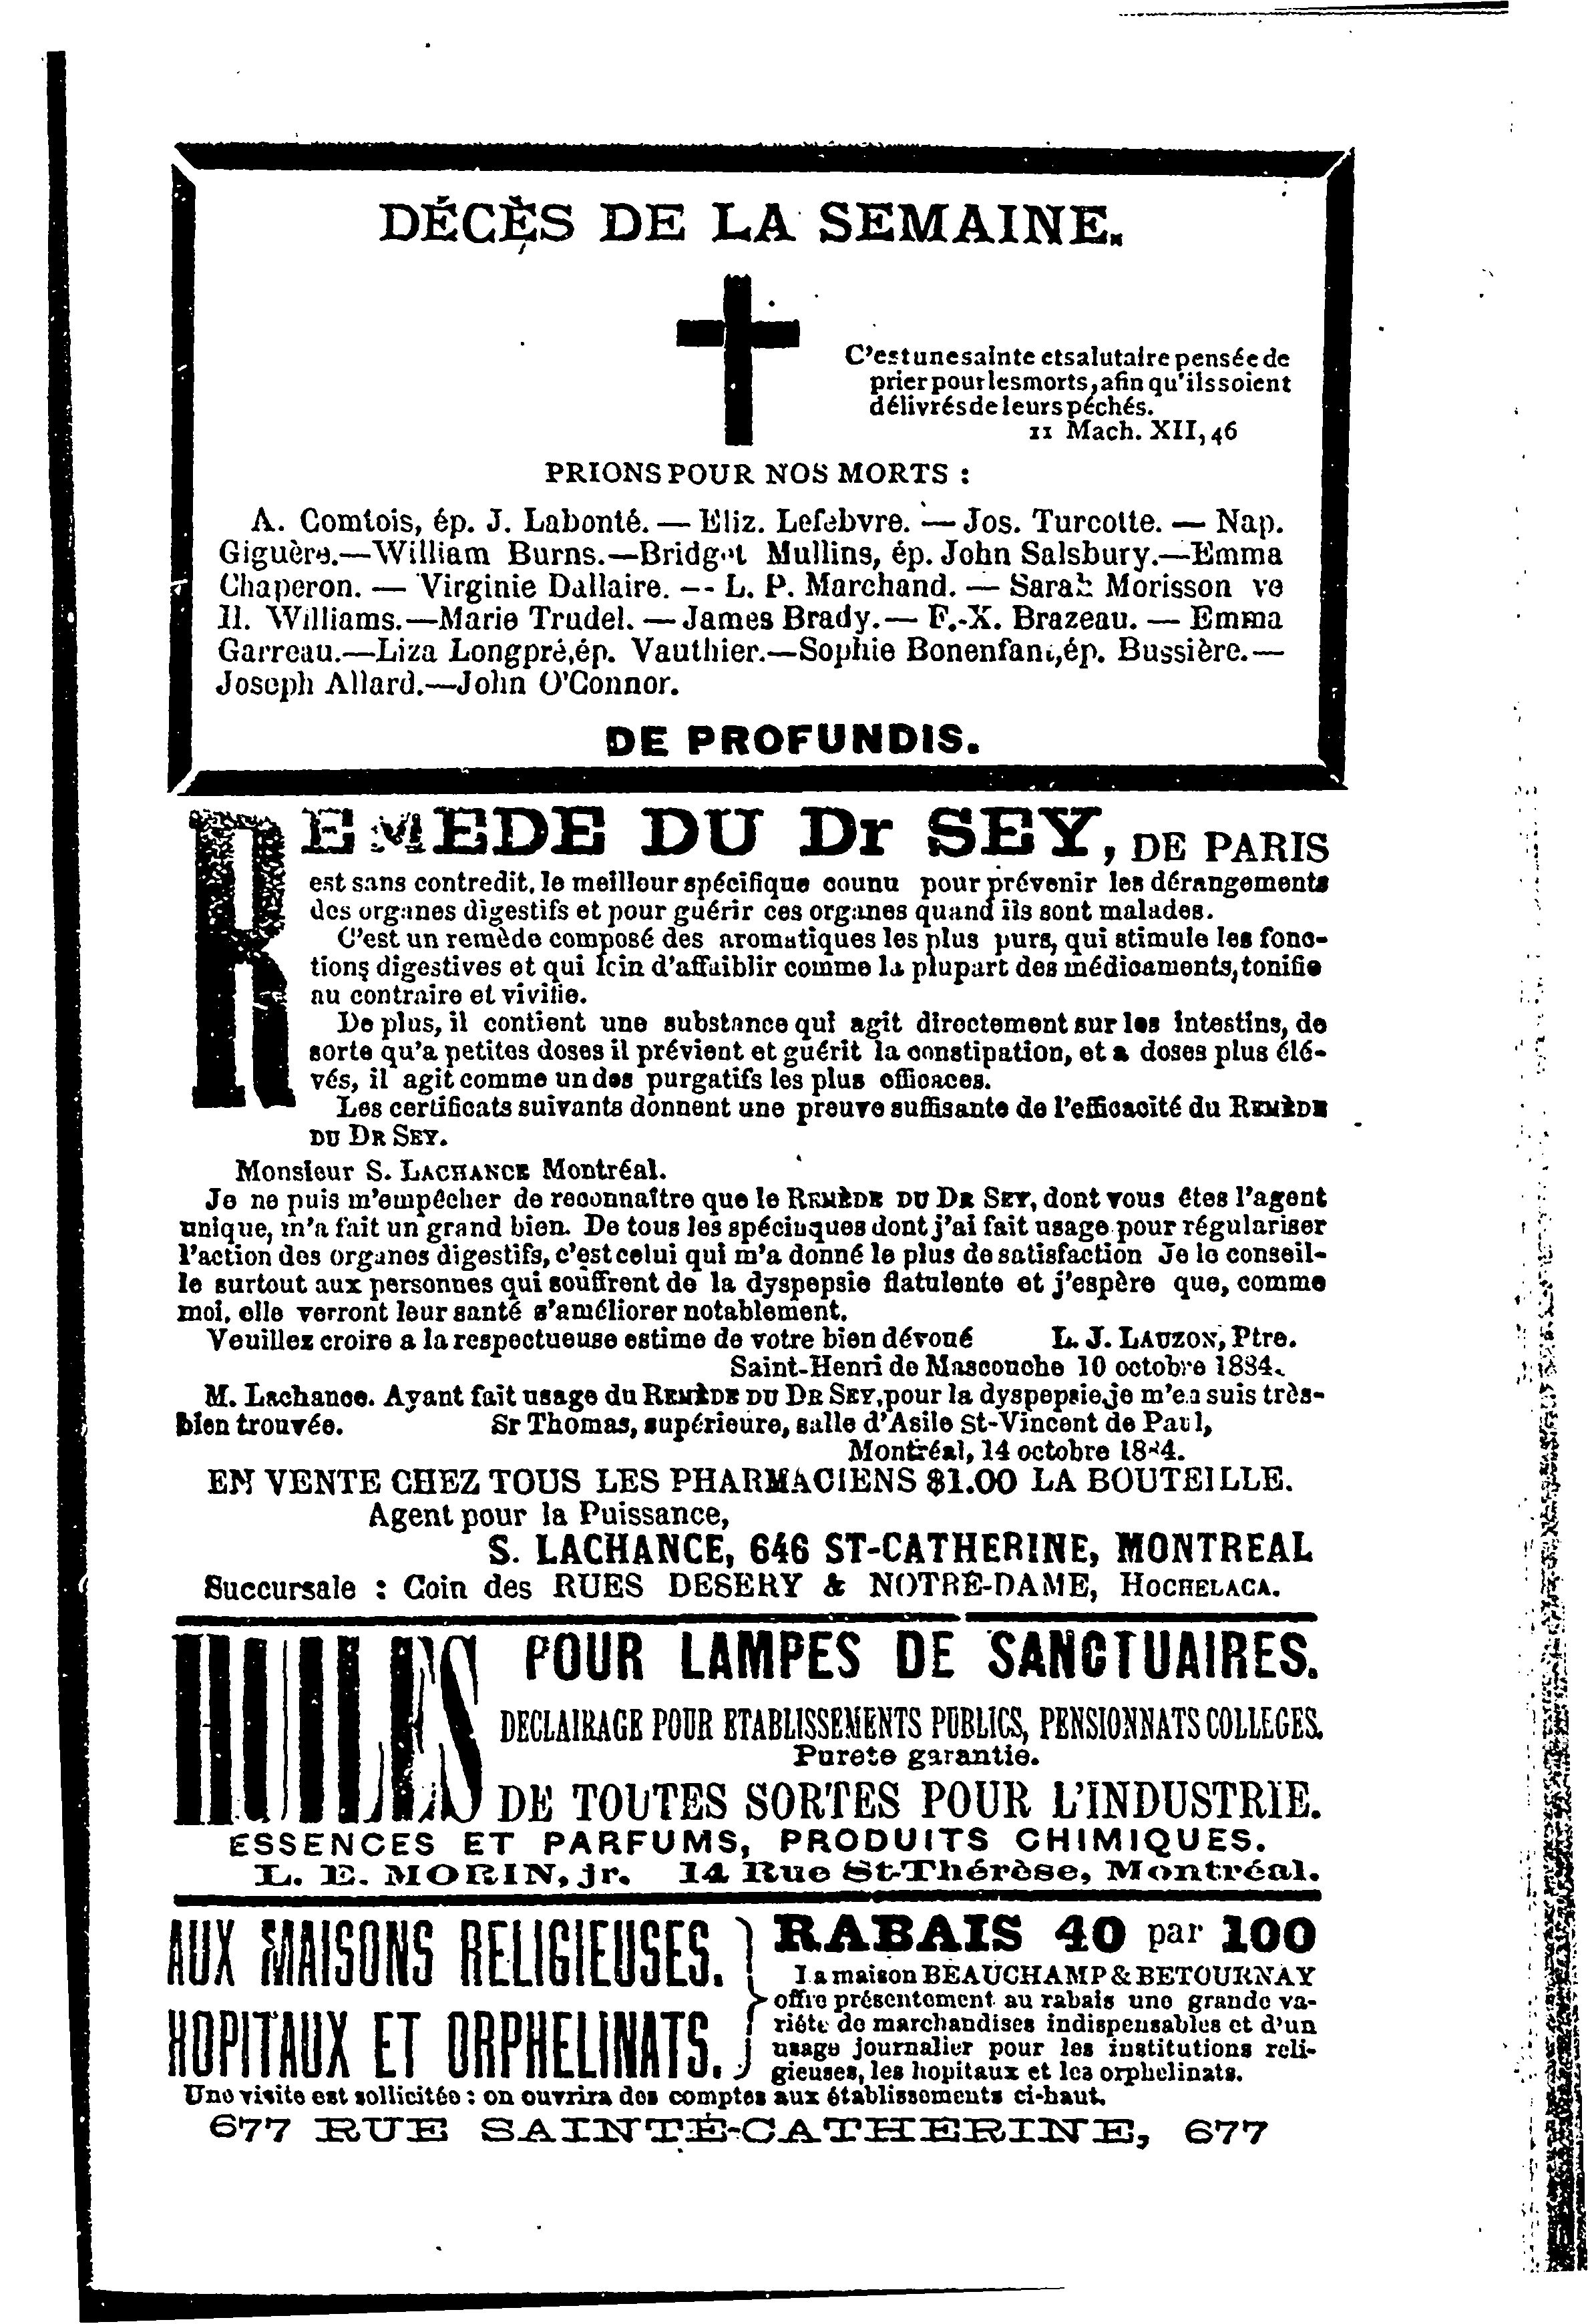 DÉCÈS DE LA SEMAINE.
C'est une sainte et salutaire pensée de
prier pour les morts, afin qu'ils soient
délivrés de leurs péchés.
II Mach. XII, 46
PRIONS POUR NOS MORTS :
A. Comtois, ép. J. Labonté. — Eliz. Lefebvre. — Jos. Turcotte. — Nap.
Giguère.—William Burns.—Bridget Mullins, ép. John Salsbury.—Emma
Chaperon. — Virginie Dallaire. -- L. P. Marchand. — Sarah Morisson ve
H. Williams.—Marie Trudel. — James Brady.— F.-X. Brazeau. — Emma
Garreau.—Liza Longpré, ép. Vauthier.—Sophie Bonenfant, ép. Bussière.—
Joseph Allard.—John O'Connor.
DE PROFUNDIS.
REMEDE DU Dr SEY, DE PARIS
est sans contredit, le meilleur spécifique counu pour prévenir les dérangements
des organes digestifs et pour guérir ces organes quand ils sont malades.
C'est un remède composé des aromatiques les plus purs, qui stimule les fonc-
tions digestives et qui loin d'affaiblir comme la plupart des médicaments, tonifie
au contraire et vivifie.
De plus, il contient une substance qui agit directement sur les intestins, de
sorte qu'a petites doses il prévient et guérit la constipation, et a doses plus élé-
vés, il agit comme un des purgatifs les plus efficaces.
Les certificats suivants donnent une preuve suffisante de l'efficacité du REMÈDE
DU DR SEY.
Monsieur S. LACHANCE Montréal.
Je ne puis m'empêcher de reconnaître que le REMÈDE DU DR SEY, dont vous êtes l'agent
unique, m'a fait un grand bien. De tous les spécifiques dont j'ai fait usage pour régulariser
l'action des organes digestifs, c'est celui qui m'a donné le plus de satisfaction Je le conseil-
le surtout aux personnes qui souffrent de la dyspepsie flatulente et j'espère que, comme
moi, elle verront leur santé s'améliorer notablement.
Veuillez croire a la respectueuse estime de votre bien dévoué L. J. LAUZON, Ptre.
Saint-Henri de Mascouche 10 octobre 1884.
M. Lachance. Ayant fait usage du REMÈDE DU DR SEY, pour la dyspepsie je m'en suis très-
bien trouvée. Sr Thomas, supérieure, salle d'Asile St-Vincent de Paul,
Montréal, 14 octobre 1884.
EN VENTE CHEZ TOUS LES PHARMACIENS $1.00 LA BOUTEILLE.
Agent pour la Puissance,
S. LACHANCE, 646 ST-CATHERINE, MONTREAL
Succursale : Coin des RUES DESERY & NOTRE-DAME, HOCHELACA.
HUILES POUR LAMPES DE SANCTUAIRES.
DECLAIRAGE POUR ETABLISSEMENTS PUBLICS, PENSIONNATS COLLEGES.
Purete garantie.
DE TOUTES SORTES POUR L'INDUSTRIE.
ESSENCES ET PARFUMS, PRODUITS CHIMIQUES.
L. E. MORIN, jr. 14 Rue St-Thérèse, Montréal.
AUX MAISONS RELIGIEUSES.
HOPITAUX ET ORPHELINATS.
RABAIS 40 par 100
La maison BEAUCHAMP & BETOURNAY
offre présentement au rabais une grande va-
riété de marchandises indispensables et d'un
usage journalier pour les institutions reli-
gieuses, les hopitaux et les orphelinats.
Une visite est sollicitée : on ouvrira des comptes aux établissements ci-haut.
677 RUE SAINTE-CATHERINE, 677